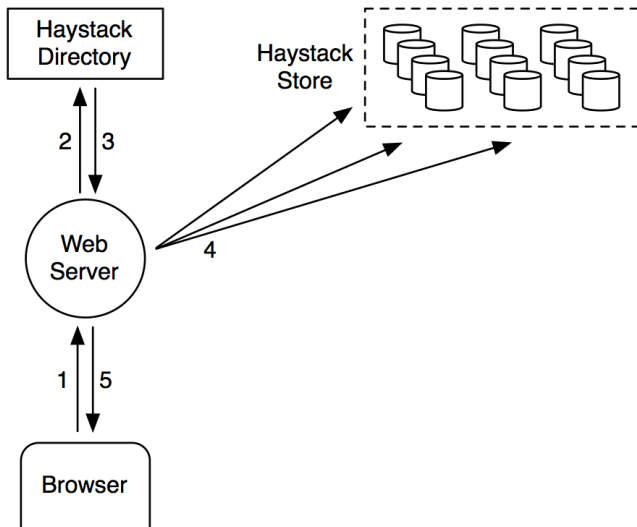 Haystack
Directory
Haystack
Store
2
3
Web
Server
4
1
5
Browser